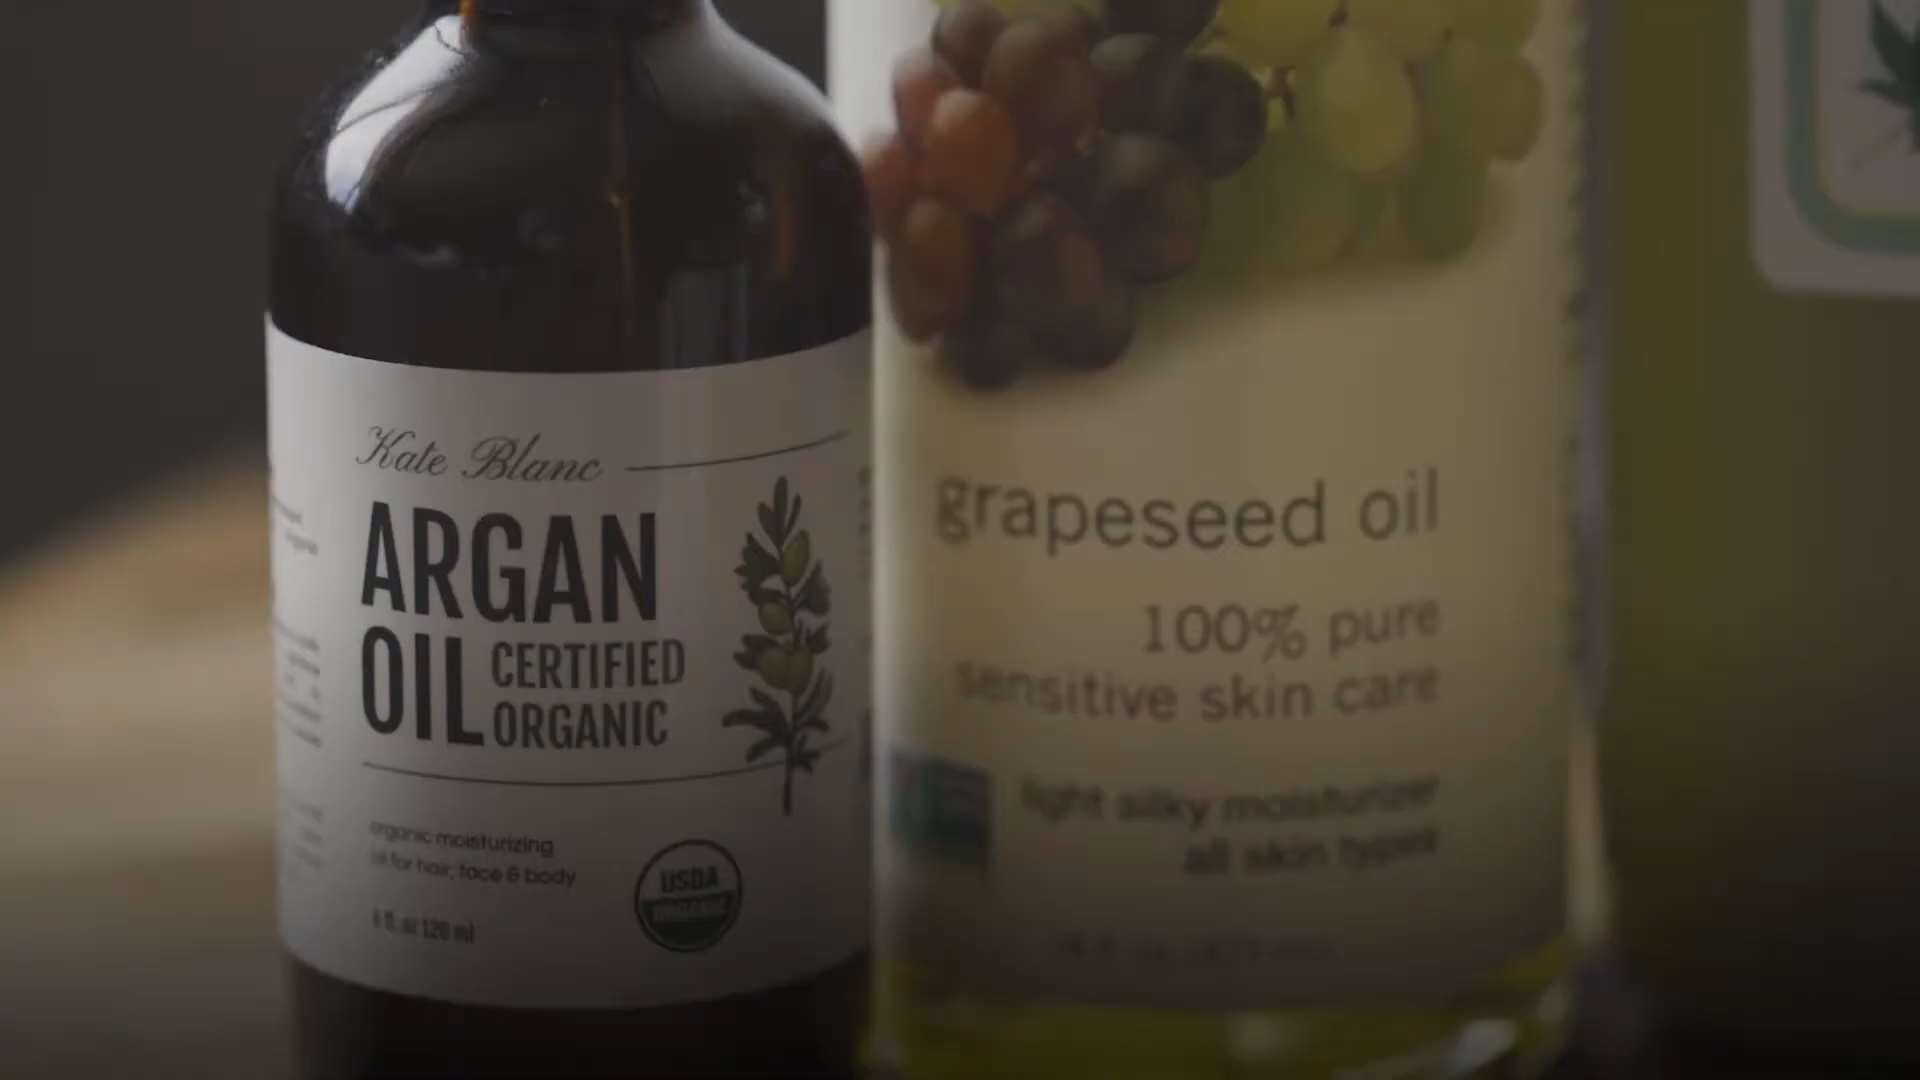 Kate Blanc
ARGAN
OIL CERTIFIED
ORGANIC
organic moisturizing
oil for hair, face & body
USDA
ORGANIC
grapeseed oil
100% pure
sensitive skin care
light silky moisturizer
all skin types